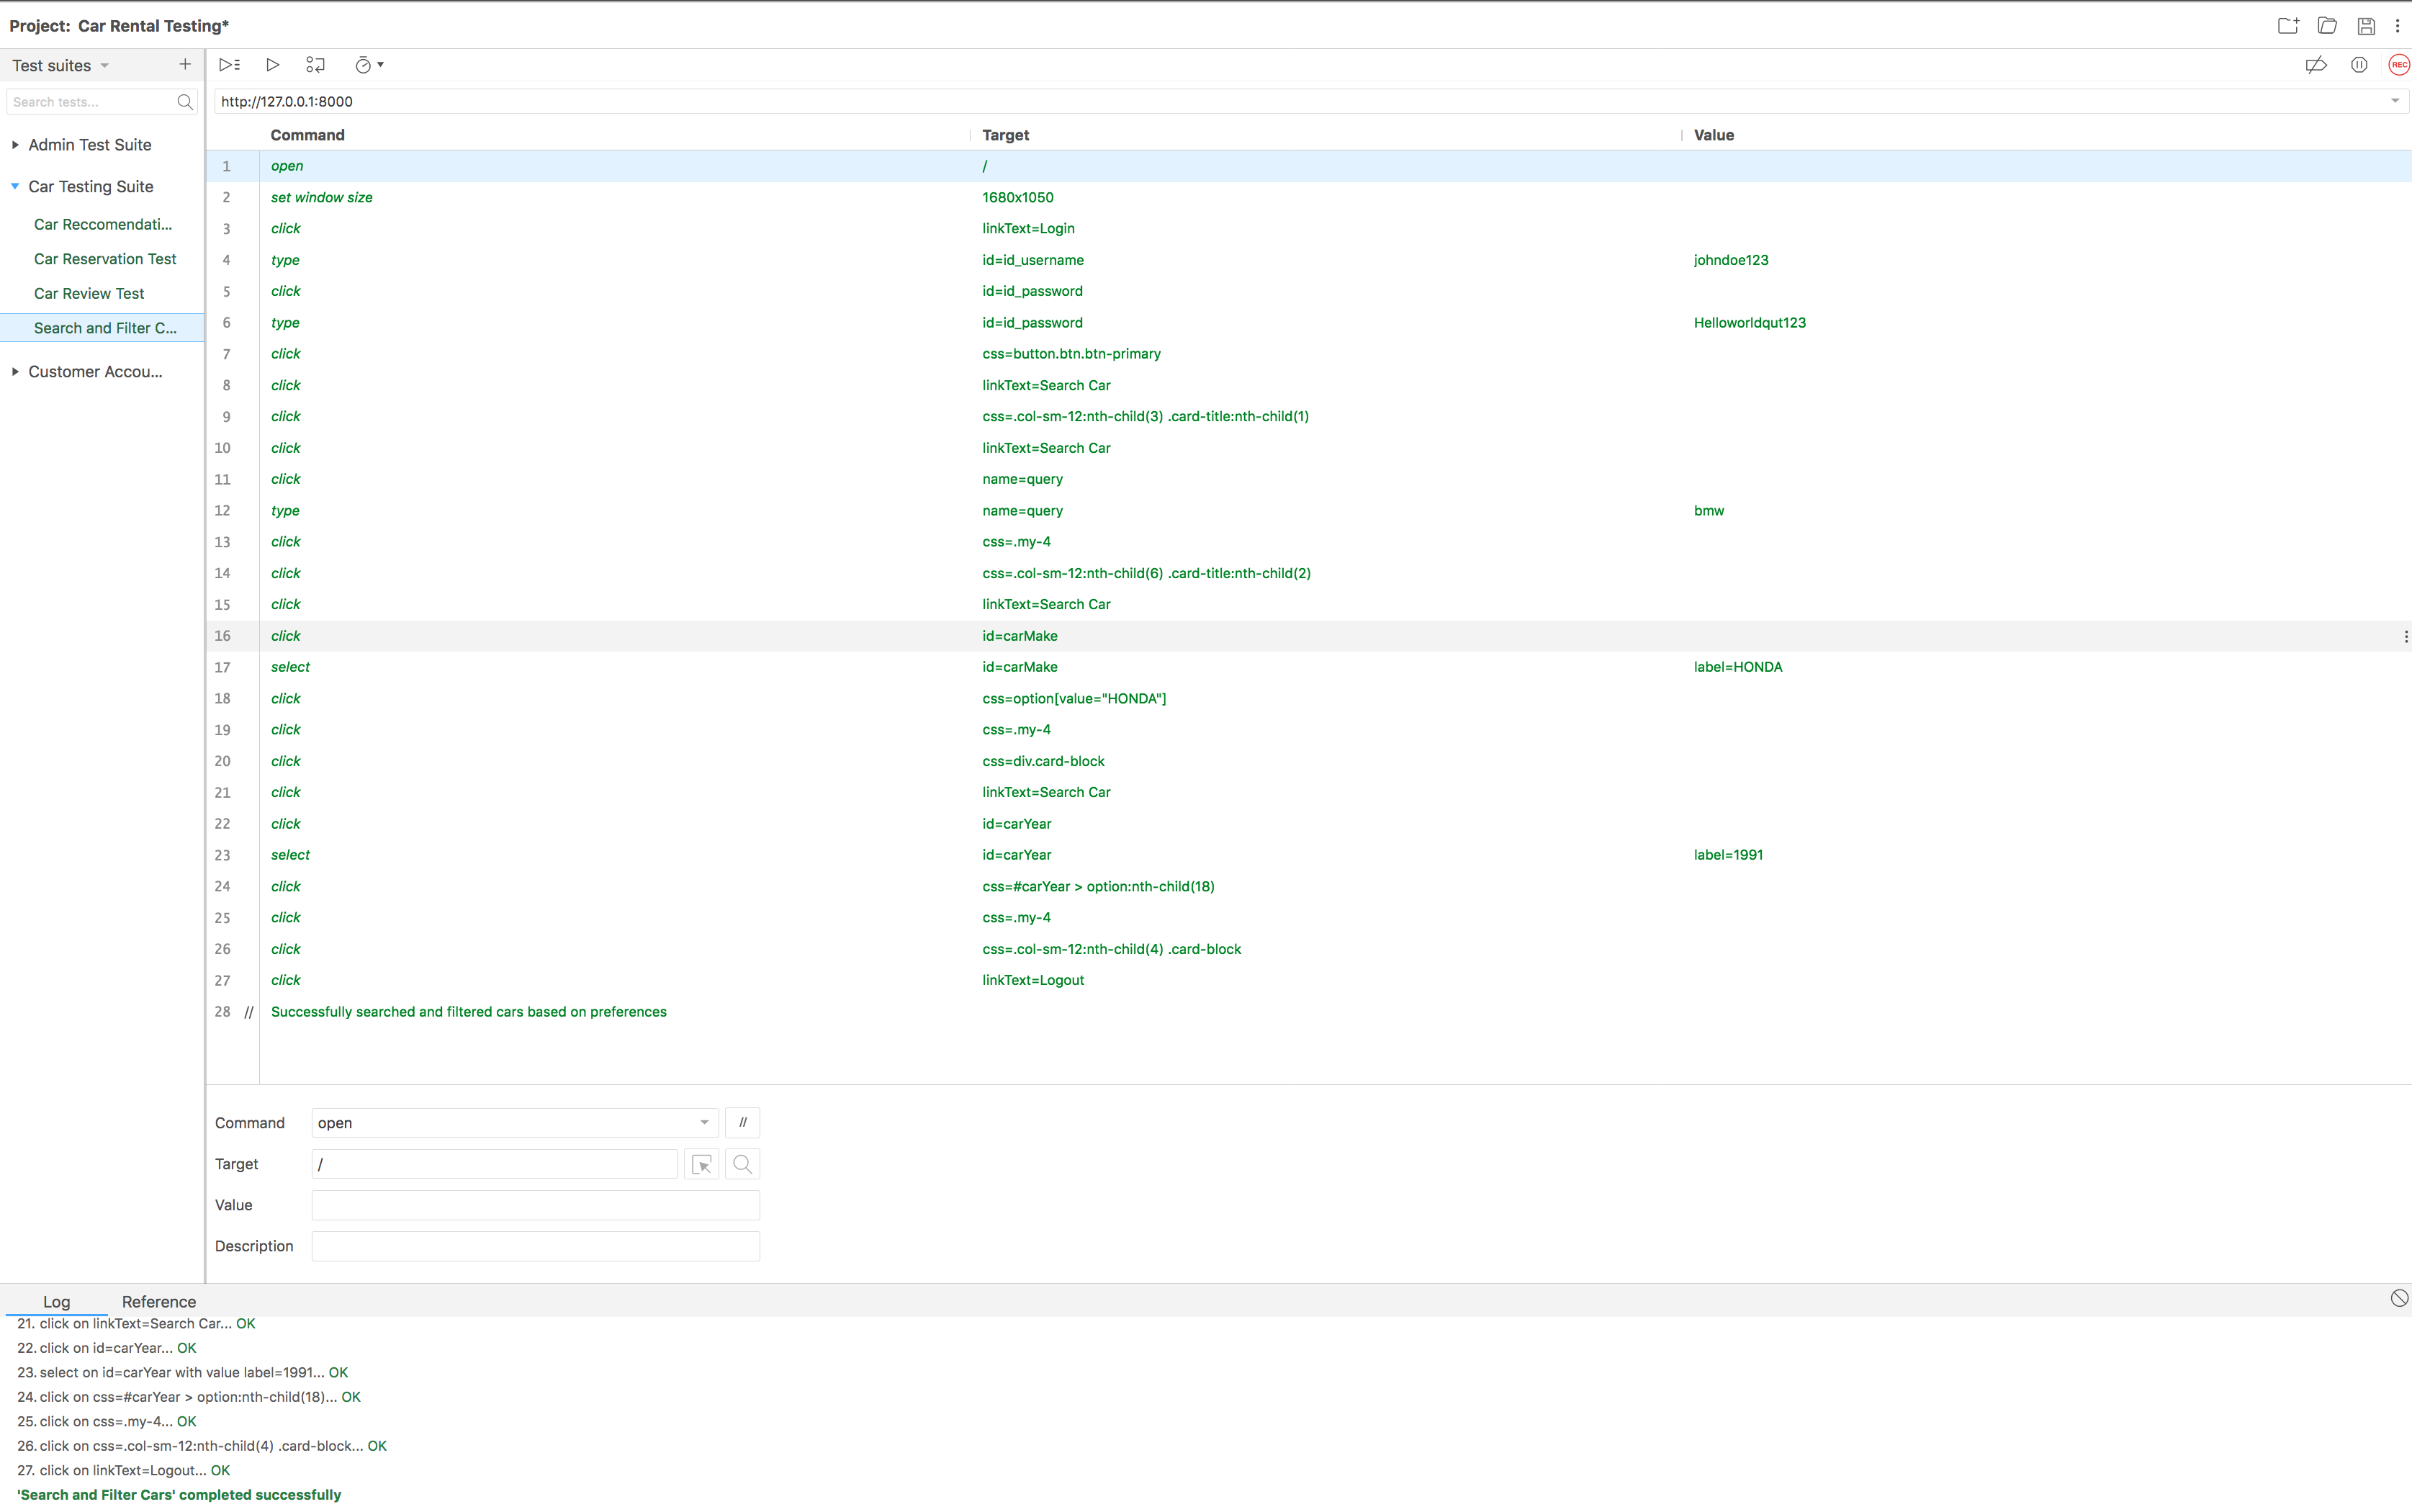 Project: Car Rental Testing*
Test suites
Search tests...
Admin Test Suite
Car Testing Suite
Car Reccomendati...
Car Reservation Test
Car Review Test
Search and Filter C...
Customer Accou...
REC
http://127.0.0.1:8000
Command Target Value
1 open /
2 set window size 1680x1050
3 click linkText=Login
4 type id=id_username johndoe123
5 click id=id_password
6 type id=id_password Helloworldqut123
7 click css=button.btn.btn-primary
8 click linkText=Search Car
9 click css=.col-sm-12:nth-child(3) .card-title:nth-child(1)
10 click linkText=Search Car
11 click name=query
12 type name=query bmw
13 click css=.my-4
14 click css=.col-sm-12:nth-child(6) .card-title:nth-child(2)
15 click linkText=Search Car
16 click id=carMake
17 select id=carMake label=HONDA
18 click css=option[value="HONDA"]
19 click css=.my-4
20 click css=div.card-block
21 click linkText=Search Car
22 click id=carYear
23 select id=carYear label=1991
24 click css=#carYear > option:nth-child(18)
25 click css=.my-4
26 click css=.col-sm-12:nth-child(4) .card-block
27 click linkText=Logout
28 // Successfully searched and filtered cars based on preferences
Command open //
Target /
Value
Description
Log Reference
21. click on linkText=Search Car... OK
22. click on id=carYear... OK
23. select on id=carYear with value label=1991... OK
24. click on css=#carYear > option:nth-child(18)... OK
25. click on css=.my-4... OK
26. click on css=.col-sm-12:nth-child(4) .card-block... OK
27. click on linkText=Logout... OK
'Search and Filter Cars' completed successfully